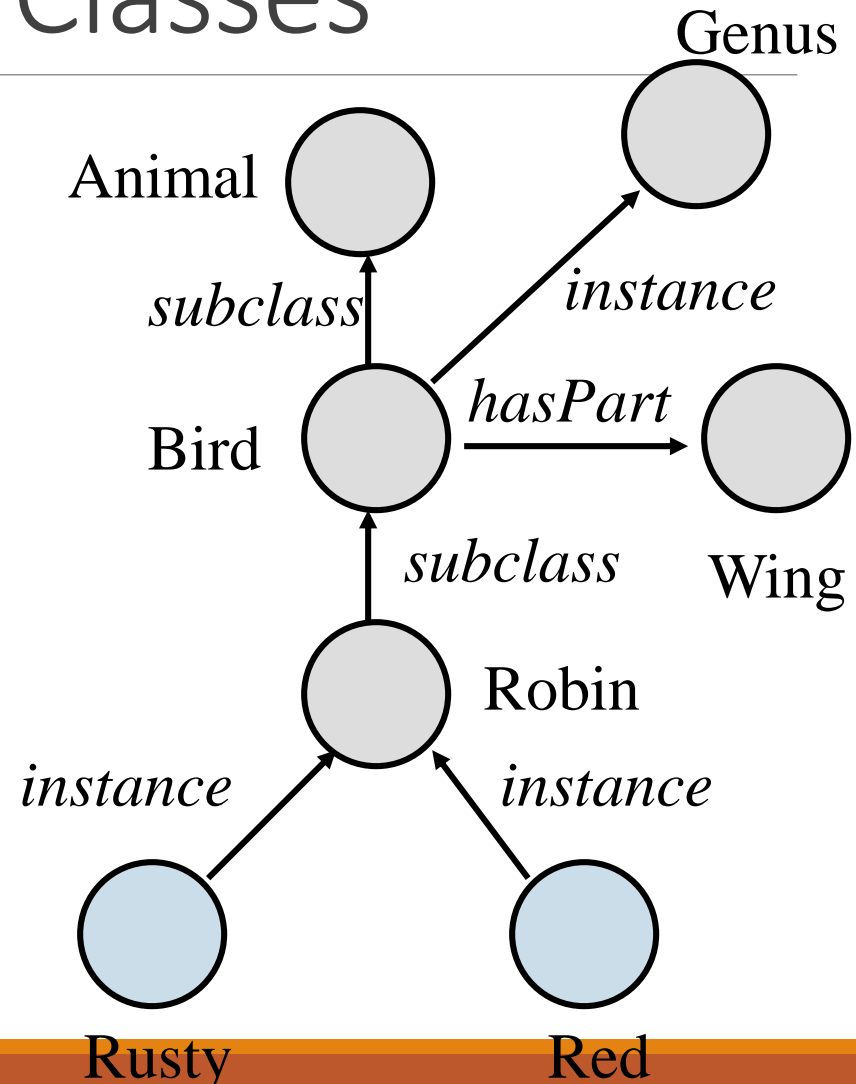 Classes
Genus
Animal
subclass
instance
hasPart
Bird
subclass
Wing
Robin
instance
instance
Rusty
Red